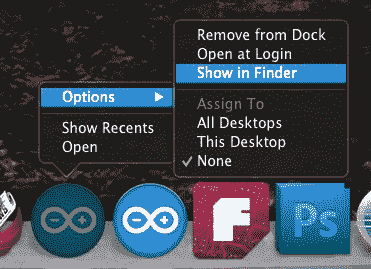 Options
Show Recents
Open
Remove from Dock
Open at Login
Show in Finder
Assign To
All Desktops
This Desktop
None
F
Ps